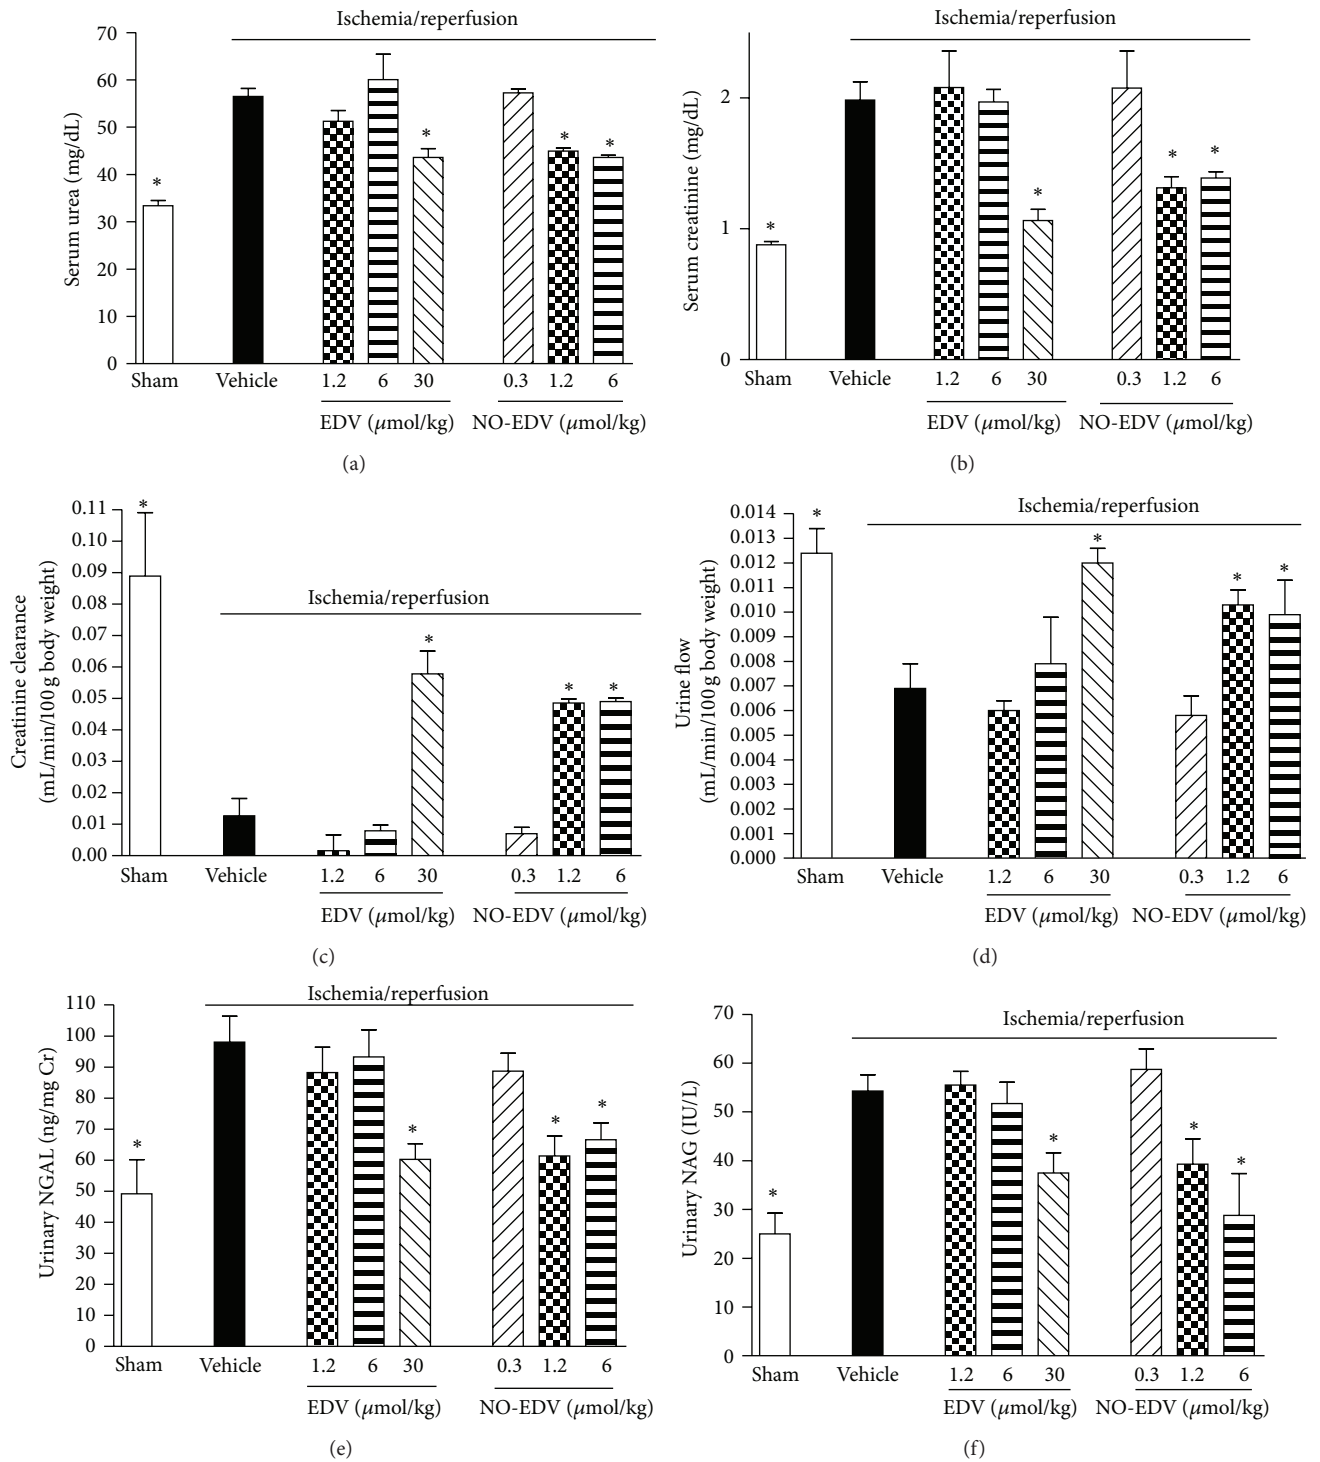 Ischemia/reperfusion
Serum urea (mg/dL)
70
60
50
40
30
20
10
0
* * * *
Sham Vehicle 1.2 6 30 0.3 1.2 6
EDV (μmol/kg) NO-EDV (μmol/kg)
(a)
Ischemia/reperfusion
Serum creatinine (mg/dL)
2
1
0
* * * *
Sham Vehicle 1.2 6 30 0.3 1.2 6
EDV (μmol/kg) NO-EDV (μmol/kg)
(b)
Creatinine clearance
(mL/min/100 g body weight)
0.11
0.10
0.09
0.08
0.07
0.06
0.05
0.04
0.03
0.02
0.01
0.00
Ischemia/reperfusion
* * * *
Sham Vehicle 1.2 6 30 0.3 1.2 6
EDV (μmol/kg) NO-EDV (μmol/kg)
(c)
Ischemia/reperfusion
Urine flow
(mL/min/100 g body weight)
0.014
0.013
0.012
0.011
0.010
0.009
0.008
0.007
0.006
0.005
0.004
0.003
0.002
0.001
0.000
* * * *
Sham Vehicle 1.2 6 30 0.3 1.2 6
EDV (μmol/kg) NO-EDV (μmol/kg)
(d)
Ischemia/reperfusion
Urinary NGAL (ng/mg Cr)
110
100
90
80
70
60
50
40
30
20
10
0
* * * *
Sham Vehicle 1.2 6 30 0.3 1.2 6
EDV (μmol/kg) NO-EDV (μmol/kg)
(e)
Ischemia/reperfusion
Urinary NAG (IU/L)
70
60
50
40
30
20
10
0
* * * *
Sham Vehicle 1.2 6 30 0.3 1.2 6
EDV (μmol/kg) NO-EDV (μmol/kg)
(f)